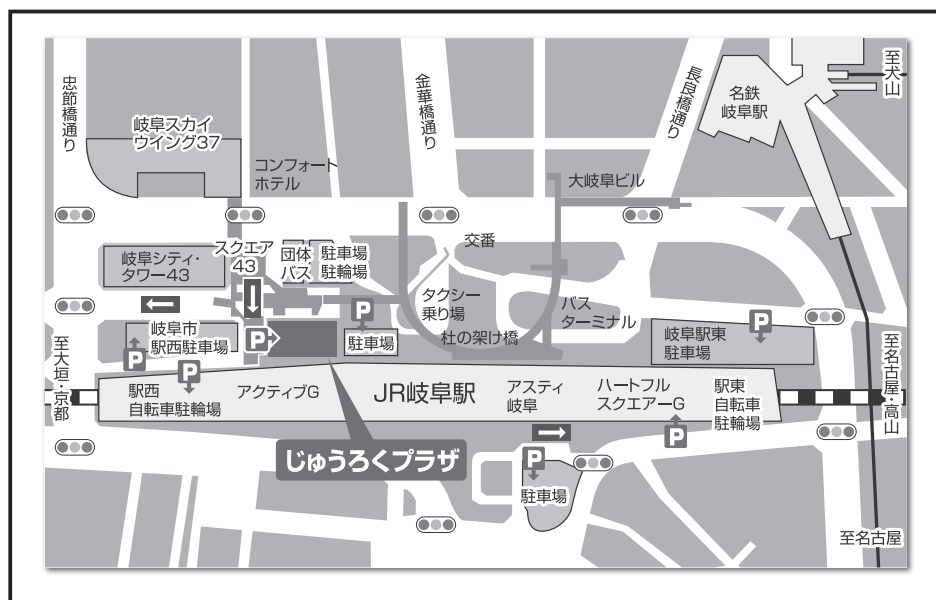 忠節橋通り
金華橋通り
長良橋通り
名鉄
岐阜駅
至犬山
岐阜スカイ
ウイング37
コンフォート
ホテル
大岐阜ビル
スクエア
43
団体
バス
駐車場
駐輪場
交番
岐阜シティ・
タワー43
タクシー
乗り場
バス
ターミナル
杜の架け橋
P
岐阜市
駅西駐車場
P
P
駐車場
岐阜駅東
駐車場
P
至大垣・京都
至名古屋・高山
P
駅西
自転車駐輪場
アクティブG
JR岐阜駅
アスティ
岐阜
ハートフル
スクエアーG
駅東
自転車
駐輪場
P
じゅうろくプラザ
P
駐車場
至名古屋